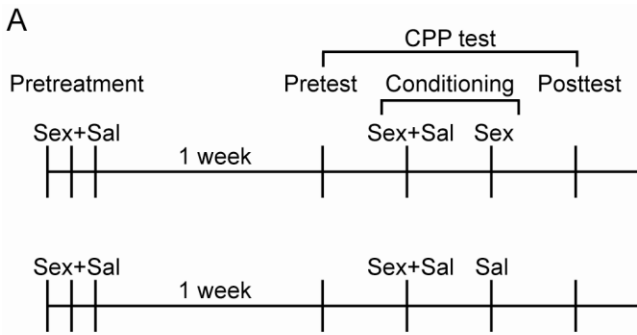 A
CPP test
Pretreatment Pretest Conditioning Posttest
Sex+Sal Sex+Sal Sex
1 week
Sex+Sal Sex+Sal Sal
1 week